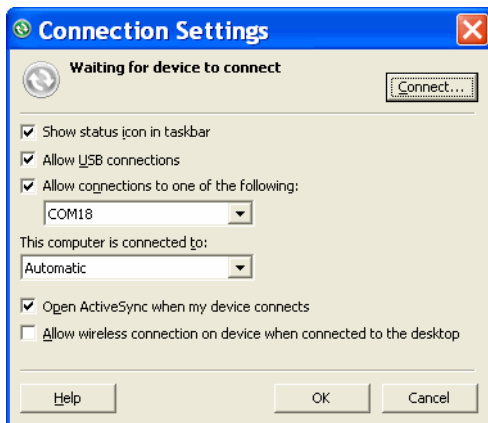 Connection Settings
Waiting for device to connect
Connect...
Show status icon in taskbar
Allow USB connections
Allow connections to one of the following:
COM18
This computer is connected to:
Automatic
Open ActiveSync when my device connects
Allow wireless connection on device when connected to the desktop
Help
OK
Cancel